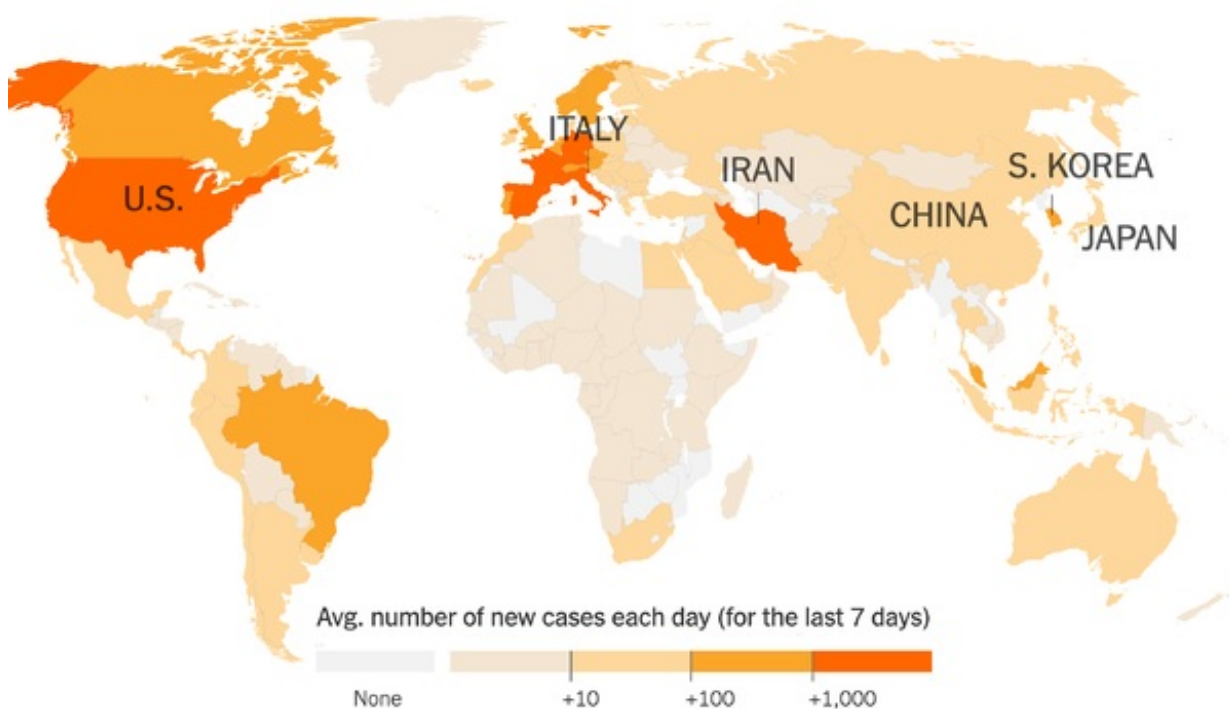 ITALY
S. KOREA
IRAN
U.S.
CHINA
JAPAN
Avg. number of new cases each day (for the last 7 days)
None +10 +100 +1,000